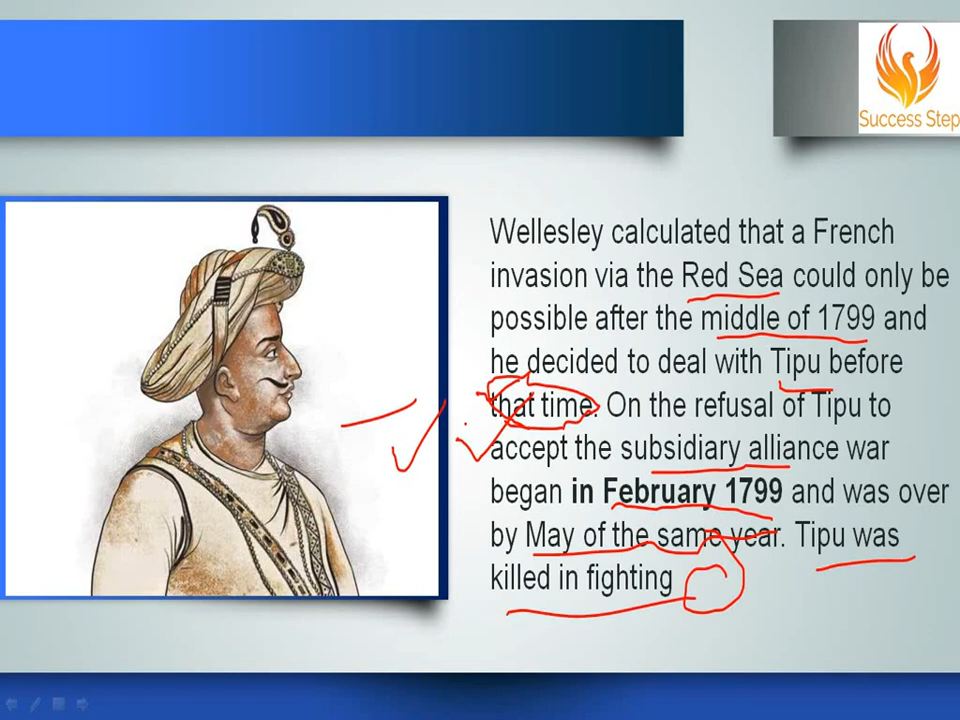 Success Step
Wellesley calculated that a French
invasion via the Red Sea could only be
possible after the middle of 1799 and
he decided to deal with Tipu before
that time. On the refusal of Tipu to
accept the subsidiary alliance war
began in February 1799 and was over
by May of the same year. Tipu was
killed in fighting